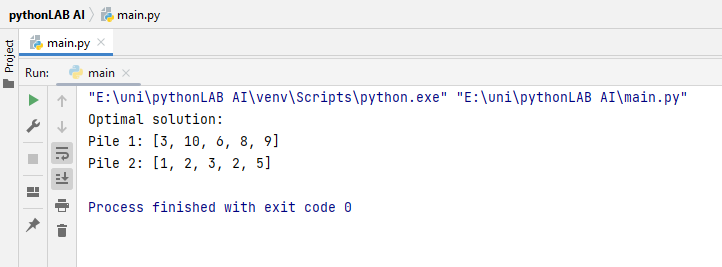 pythonLAB AI main.py
main.py
Project
Run: main
"E:\uni\pythonLAB AI\venv\Scripts\python.exe" "E:\uni\pythonLAB AI\main.py"
Optimal solution:
Pile 1: [3, 10, 6, 8, 9]
Pile 2: [1, 2, 3, 2, 5]
Process finished with exit code 0